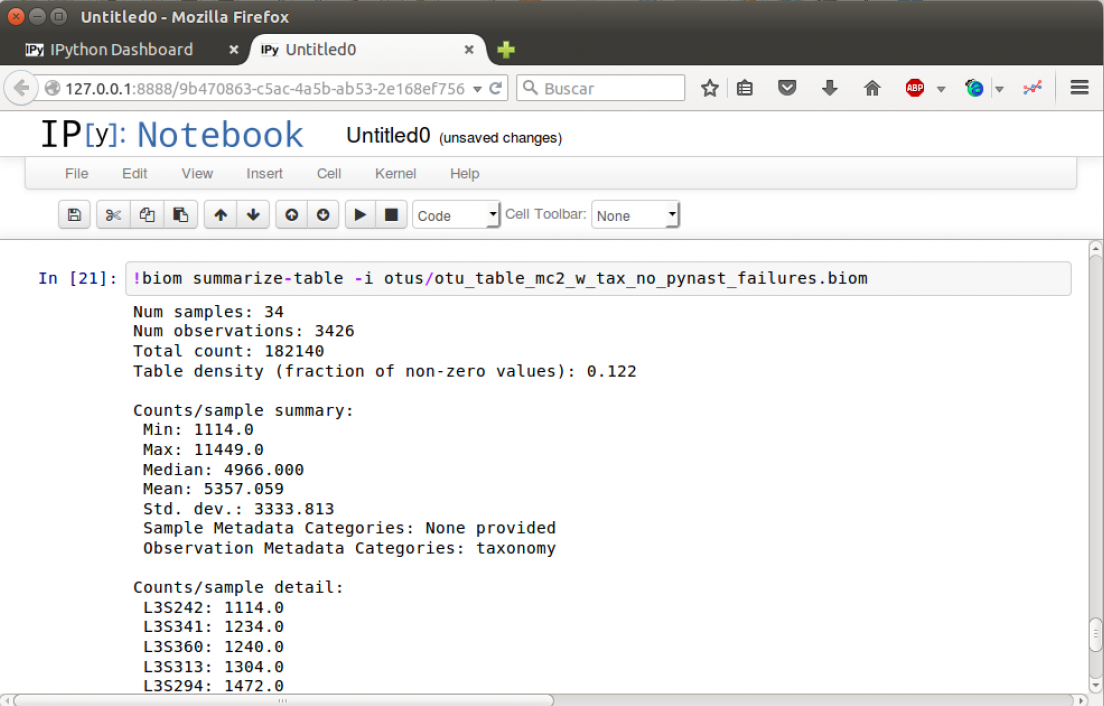 Untitled0 - Mozilla Firefox
IPy IPython Dashboard × IPy Untitled0 ×
127.0.0.1:8888/9b470863-c5ac-4a5b-ab53-2e168ef756 Buscar ABP
IP[y]: Notebook Untitled0 (unsaved changes)
File Edit View Insert Cell Kernel Help
Code Cell Toolbar: None
In [21]: !biom summarize-table -i otus/otu_table_mc2_w_tax_no_pynast_failures.biom
Num samples: 34
Num observations: 3426
Total count: 182140
Table density (fraction of non-zero values): 0.122
Counts/sample summary:
Min: 1114.0
Max: 11449.0
Median: 4966.000
Mean: 5357.059
Std. dev.: 3333.813
Sample Metadata Categories: None provided
Observation Metadata Categories: taxonomy
Counts/sample detail:
L3S242: 1114.0
L3S341: 1234.0
L3S360: 1240.0
L3S313: 1304.0
L3S294: 1472.0